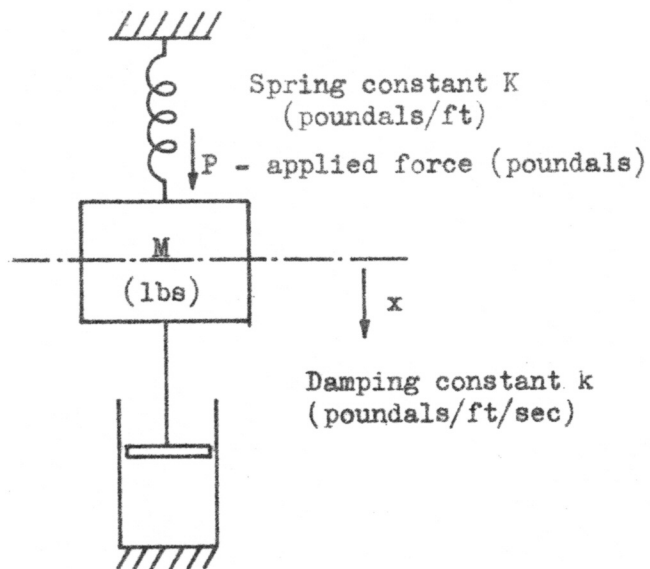 Spring constant K
(poundals/ft)
P - applied force (poundals)
M
(lbs)
x
Damping constant k
(poundals/ft/sec)